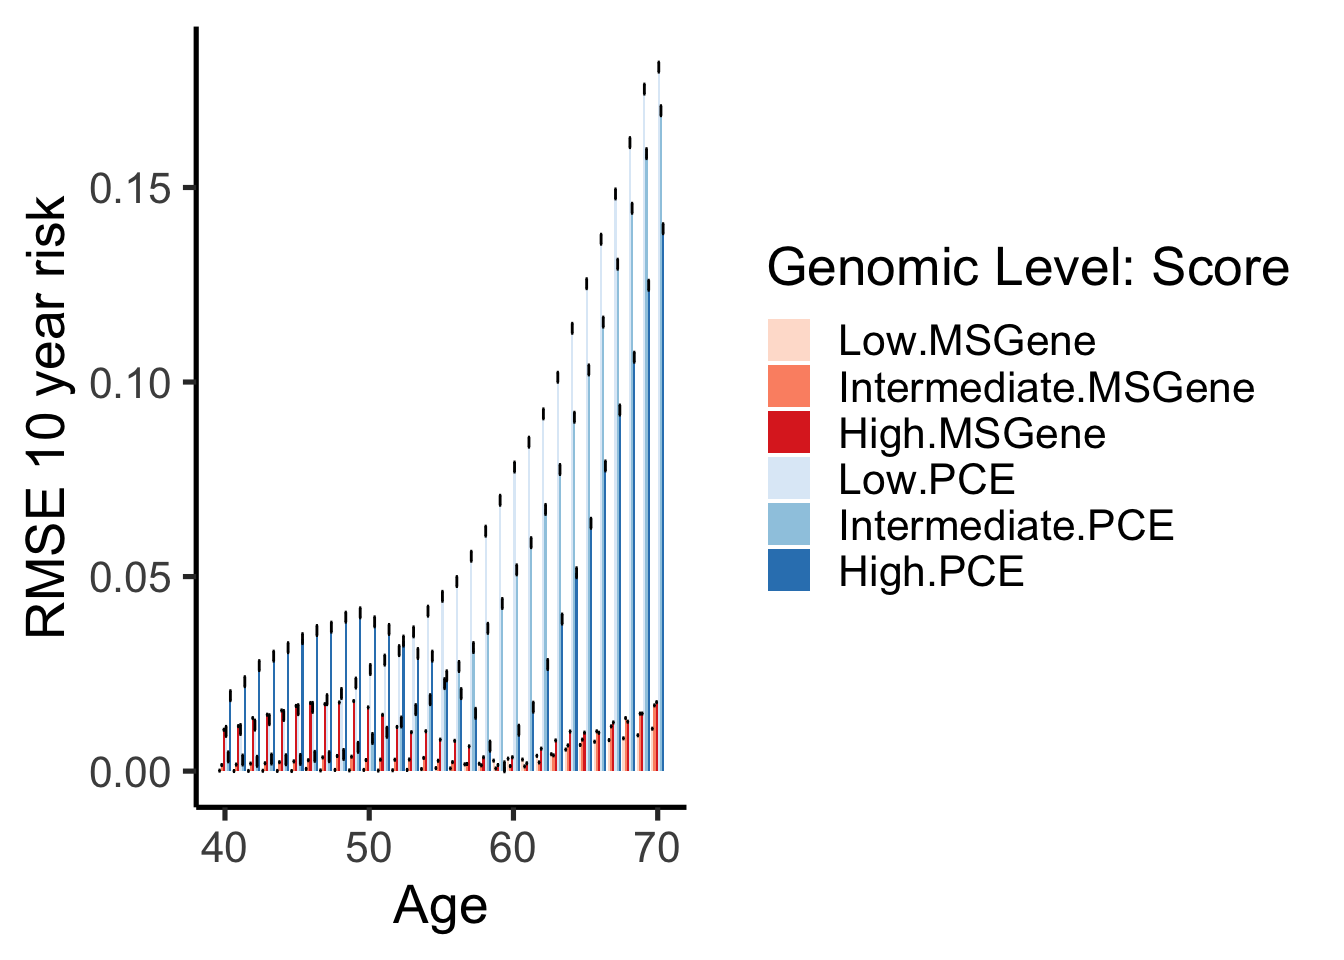 RMSE 10 year risk
0.15
0.10
0.05
0.00
40 50 60 70
Age
Genomic Level: Score
Low.MSGene
Intermediate.MSGene
High.MSGene
Low.PCE
Intermediate.PCE
High.PCE